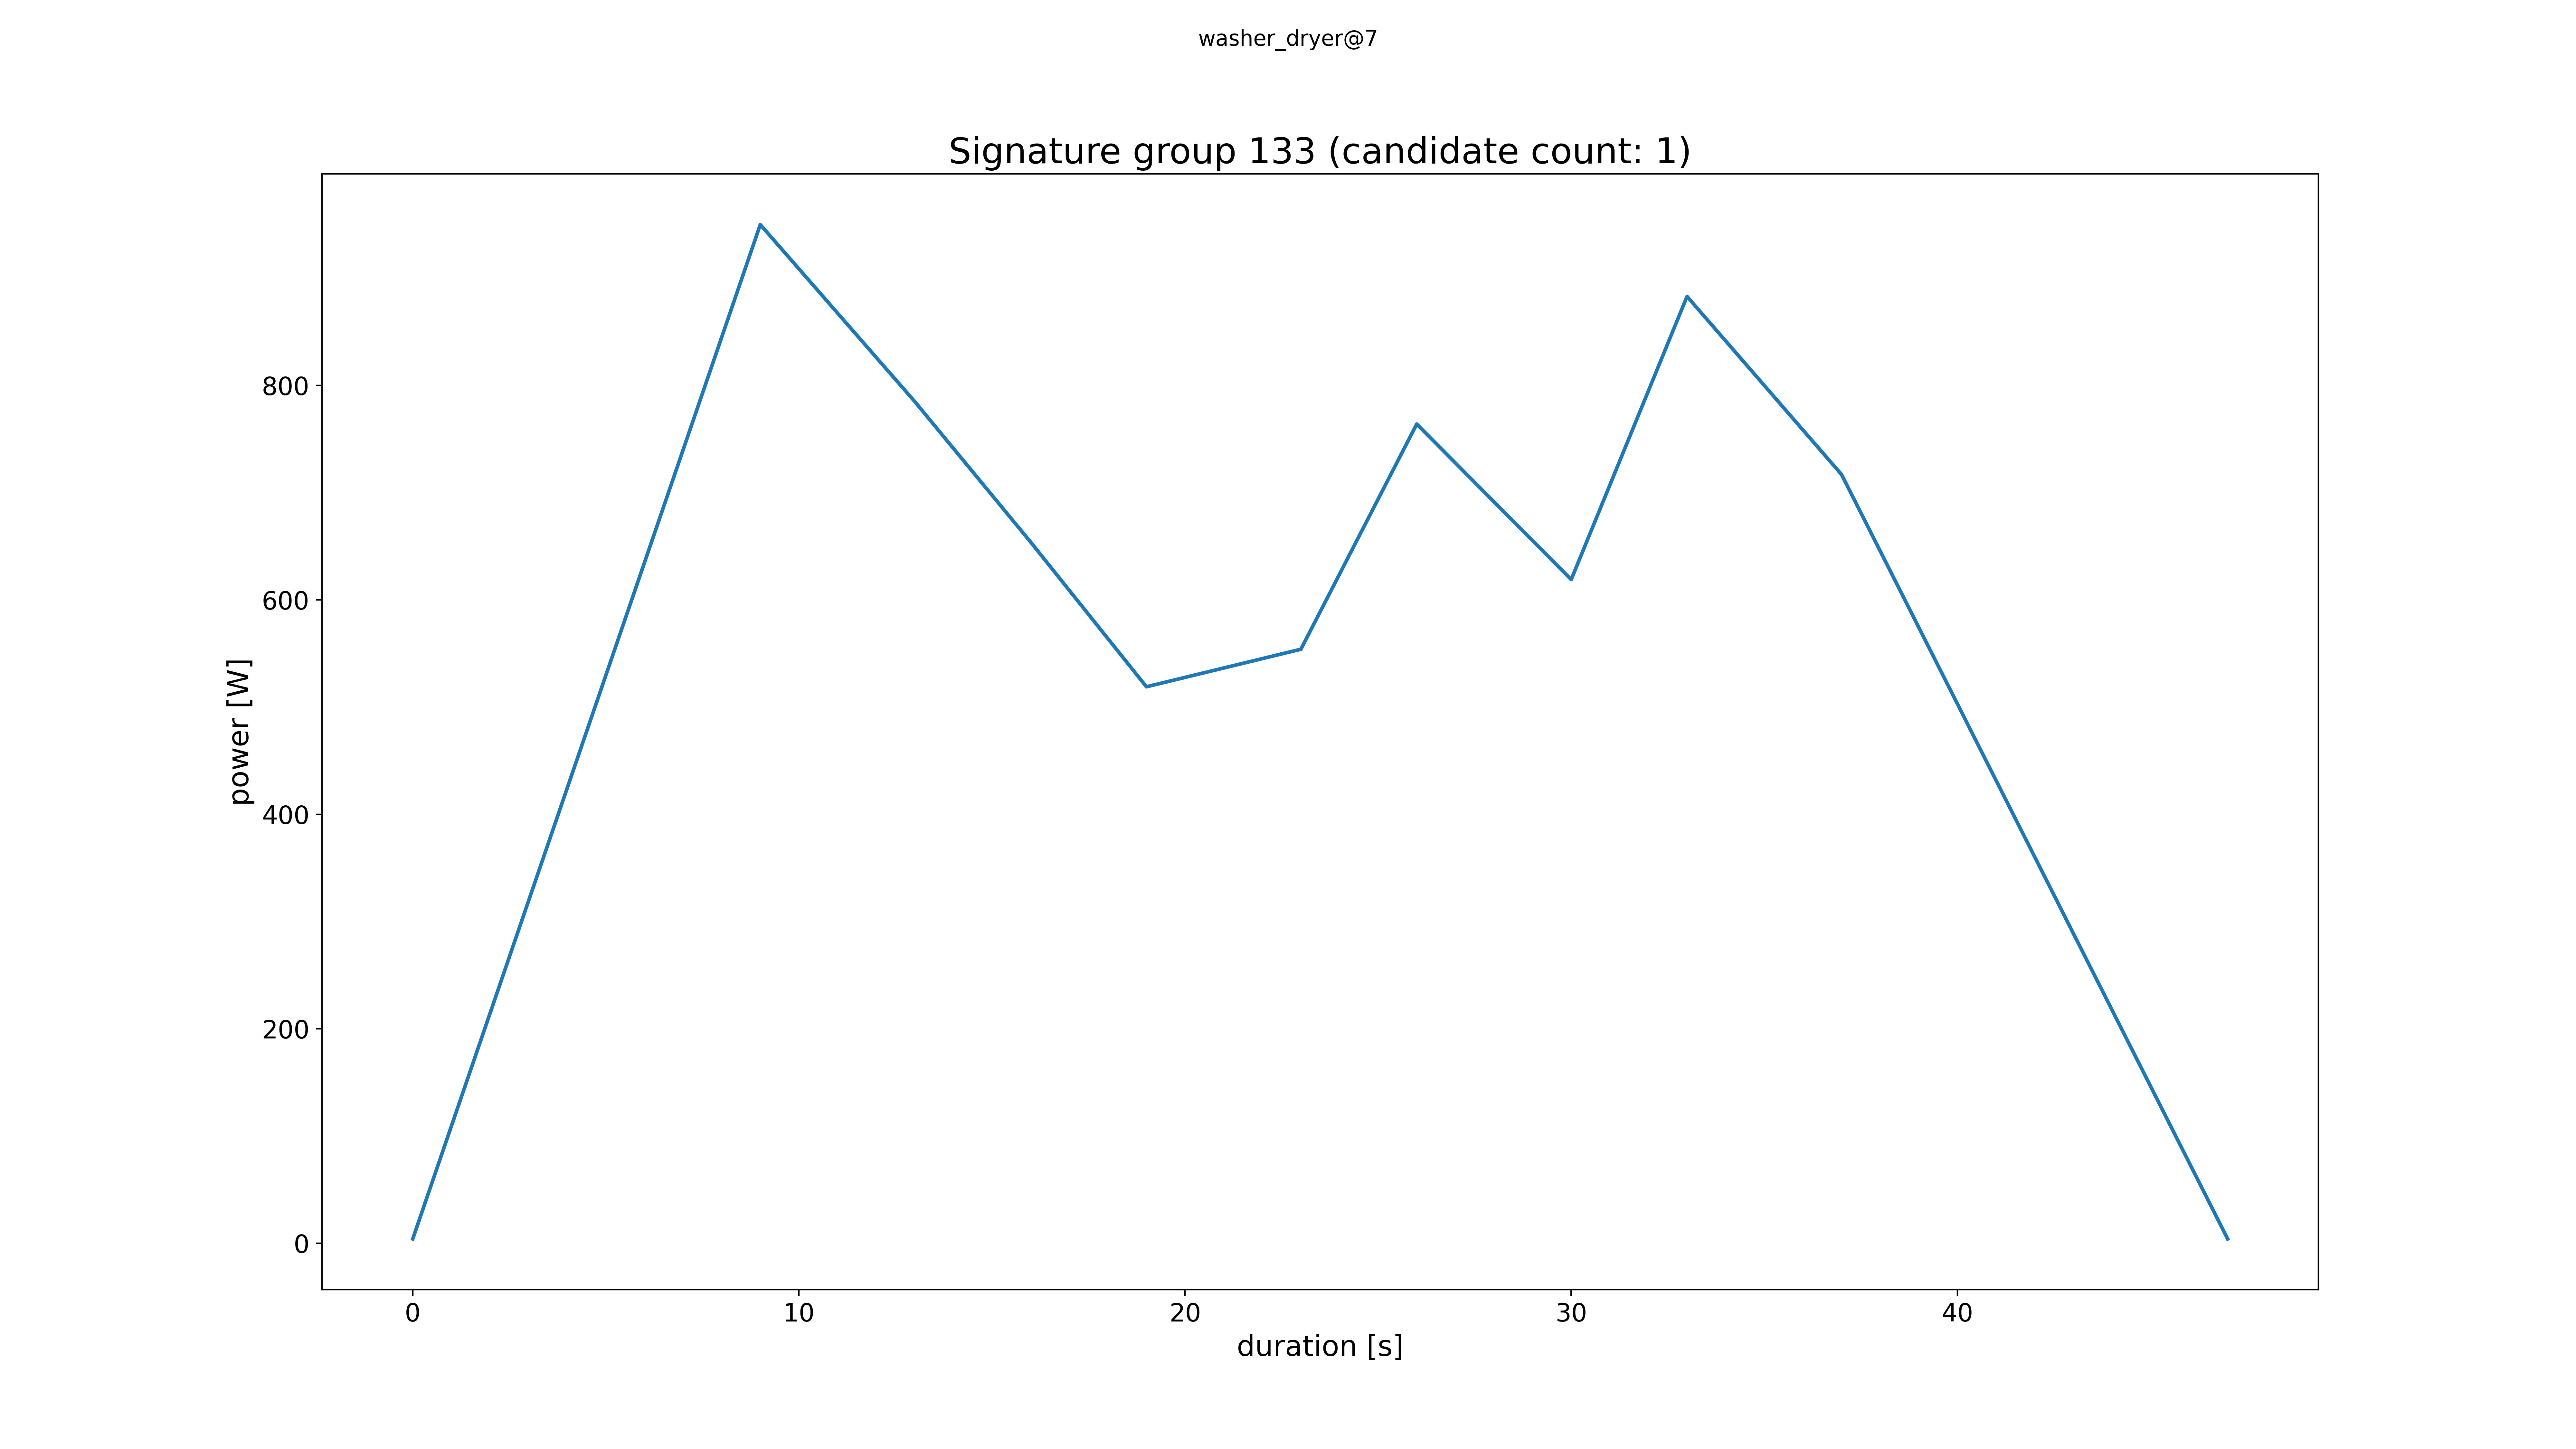 washer_dryer@7
Signature group 133 (candidate count: 1)
800
600
400
200
0
power [W]
0 10 20 30 40
duration [s]